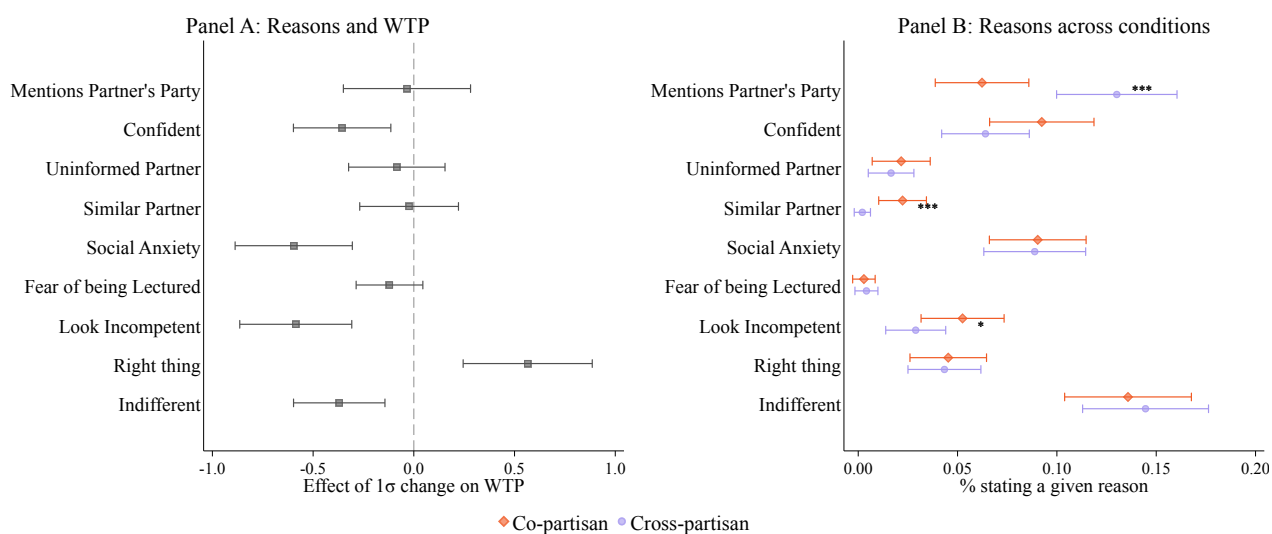 Panel A: Reasons and WTP
Mentions Partner's Party
Confident
Uninformed Partner
Similar Partner
Social Anxiety
Fear of being Lectured
Look Incompetent
Right thing
Indifferent
-1.0 -0.5 0.0 0.5 1.0
Effect of 1σ change on WTP
Panel B: Reasons across conditions
Mentions Partner's Party
***
Confident
Uninformed Partner
Similar Partner
***
Social Anxiety
Fear of being Lectured
Look Incompetent
*
Right thing
Indifferent
0.00 0.05 0.10 0.15 0.20
% stating a given reason
Co-partisan Cross-partisan